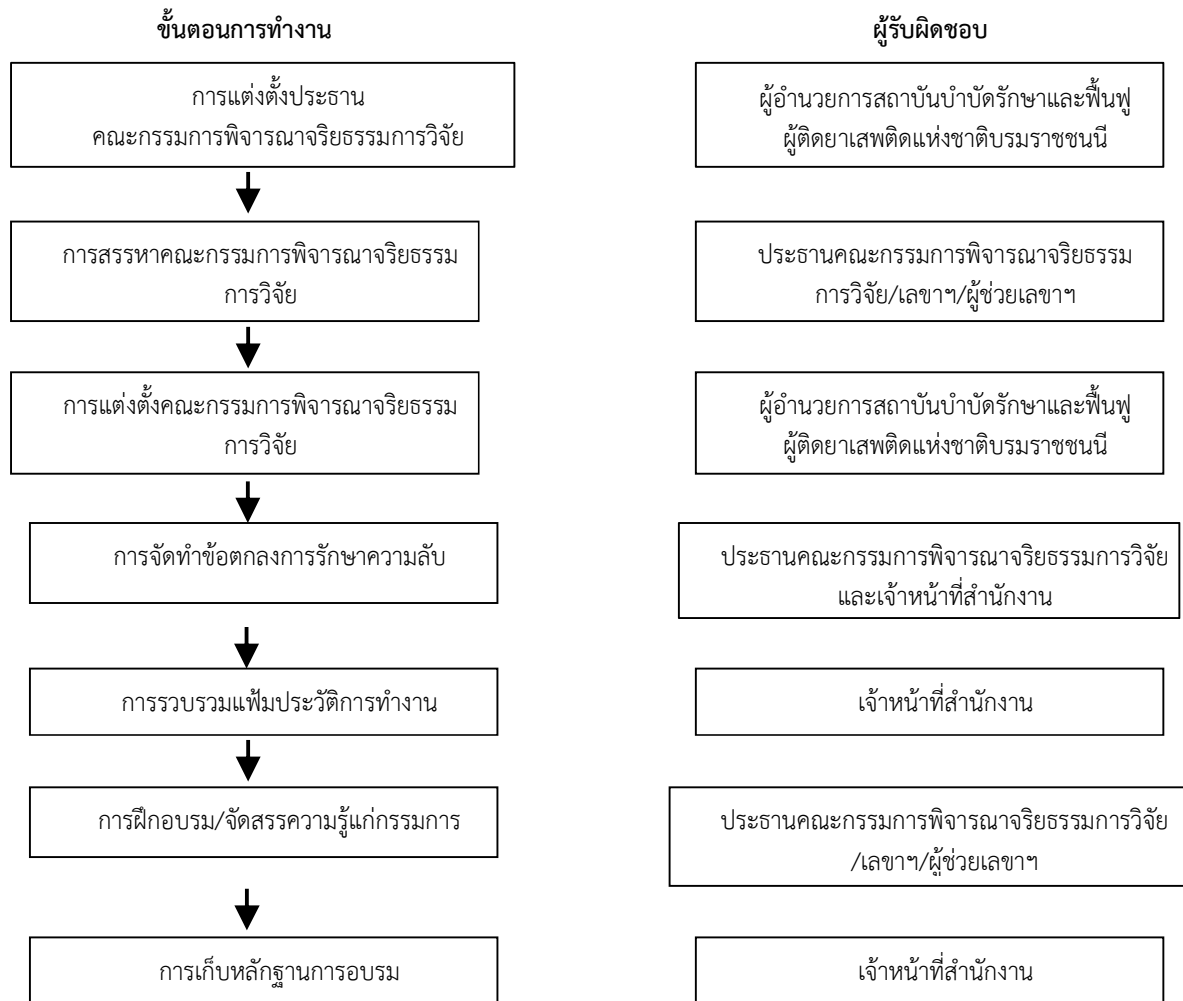 ขั้นตอนการทำงาน
ผู้รับผิดชอบ
การแต่งตั้งประธาน
คณะกรรมการพิจารณาจริยธรรมการวิจัย
ผู้อำนวยการสถาบันบำบัดรักษาและฟื้นฟู
ผู้ติดยาเสพติดแห่งชาติบรมราชชนนี
การสรรหาคณะกรรมการพิจารณาจริยธรรม
การวิจัย
ประธานคณะกรรมการพิจารณาจริยธรรม
การวิจัย/เลขาฯ/ผู้ช่วยเลขาฯ
การแต่งตั้งคณะกรรมการพิจารณาจริยธรรม
การวิจัย
ผู้อำนวยการสถาบันบำบัดรักษาและฟื้นฟู
ผู้ติดยาเสพติดแห่งชาติบรมราชชนนี
การจัดทำข้อตกลงการรักษาความลับ
ประธานคณะกรรมการพิจารณาจริยธรรมการวิจัย
และเจ้าหน้าที่สำนักงาน
การรวบรวมแฟ้มประวัติการทำงาน
เจ้าหน้าที่สำนักงาน
การฝึกอบรม/จัดสรรความรู้แก่กรรมการ
ประธานคณะกรรมการพิจารณาจริยธรรมการวิจัย
/เลขาฯ/ผู้ช่วยเลขาฯ
การเก็บหลักฐานการอบรม
เจ้าหน้าที่สำนักงาน